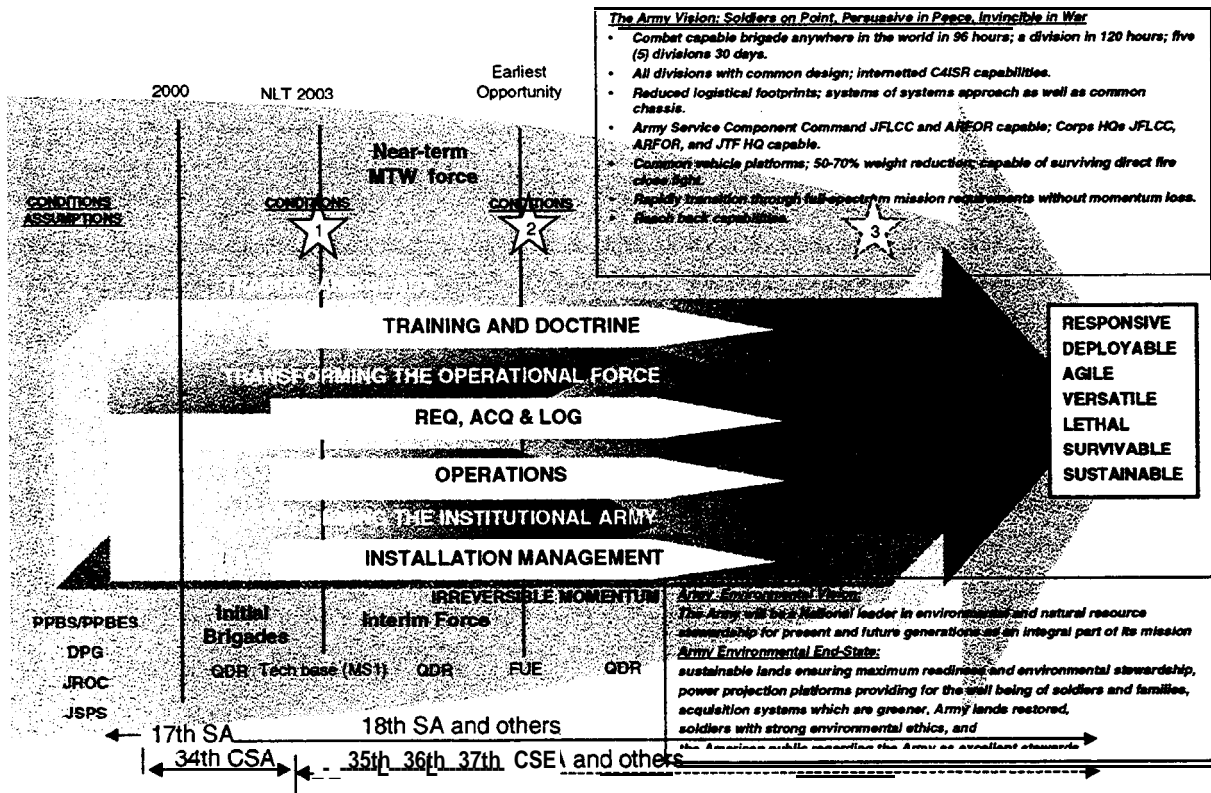 The Army Vision: Soldiers on Point, Persuasive in Peace, Invincible in War
• Combat capable brigade anywhere in the world in 96 hours; a division in 120 hours; five
(5) divisions 30 days.
• All divisions with common design; internetted C4ISR capabilities.
• Reduced logistical footprints; systems of systems approach as well as common
chassis.
• Army Service Component Command JFLCC and ARFOR capable; Corps HQs JFLCC,
ARFOR, and JTF HQ capable.
• Common vehicle platforms; 50-70% weight reduction; capable of surviving direct fire
close fight.
• Rapidly transition through full-spectrum mission requirements without momentum loss.
• Reach back capabilities.
2000
NLT 2003
Earliest
Opportunity
Near-term
MTW force
CONDITIONS
ASSUMPTIONS
CONDITIONS
CONDITIONS
1
2
3
TRAINING AND DOCTRINE
TRANSFORMING THE OPERATIONAL FORCE
REQ, ACQ & LOG
OPERATIONS
THE INSTITUTIONAL ARMY
INSTALLATION MANAGEMENT
RESPONSIVE
DEPLOYABLE
AGILE
VERSATILE
LETHAL
SURVIVABLE
SUSTAINABLE
IRREVERSIBLE MOMENTUM
PPBS/PPBES
DPG
JROC
JSPS
Initial
Brigades
Interim Force
QDR Tech base (MS1) QDR FUE QDR
Army Environmental Vision:
The Army will be a National leader in environmental and natural resource
stewardship for present and future generations as an integral part of its mission
Army Environmental End-State:
sustainable lands ensuring maximum readiness and environmental stewardship,
power projection platforms providing for the well being of soldiers and families,
acquisition systems which are greener, Army lands restored,
soldiers with strong environmental ethics, and
the American public regarding the Army as excellent stewards
17th SA
18th SA and others
34th CSA
35th 36th 37th CSE and others